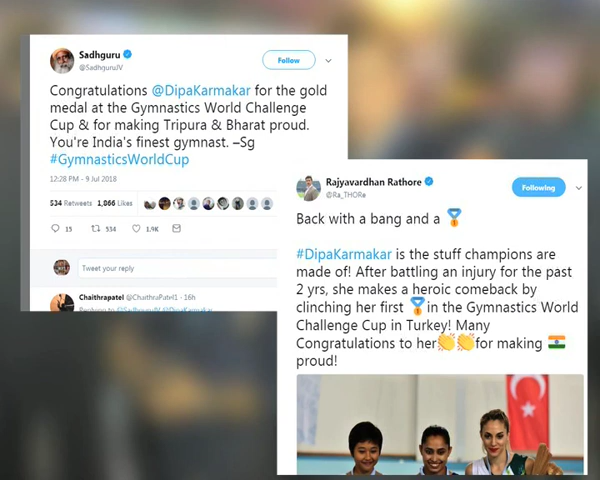 Sadhguru
@SadhguruJV
Follow
Congratulations @DipaKarmakar for the gold
medal at the Gymnastics World Challenge
Cup & for making Tripura & Bharat proud.
You're India's finest gymnast. –Sg
#GymnasticsWorldCup
12:28 PM - 9 Jul 2018
534 Retweets 1,866 Likes
15 534 1.9K
Tweet your reply
Chaithrapatel @ChaithraPatel1 · 16h
Replying to @SadhguruJV @DipaKarmakar
Rajyavardhan Rathore
@Ra_THORe
Following
Back with a bang and a 🏅
#DipaKarmakar is the stuff champions are
made of! After battling an injury for the past
2 yrs, she makes a heroic comeback by
clinching her first 🏅in the Gymnastics World
Challenge Cup in Turkey! Many
Congratulations to her👏👏for making 🇮🇳
proud!